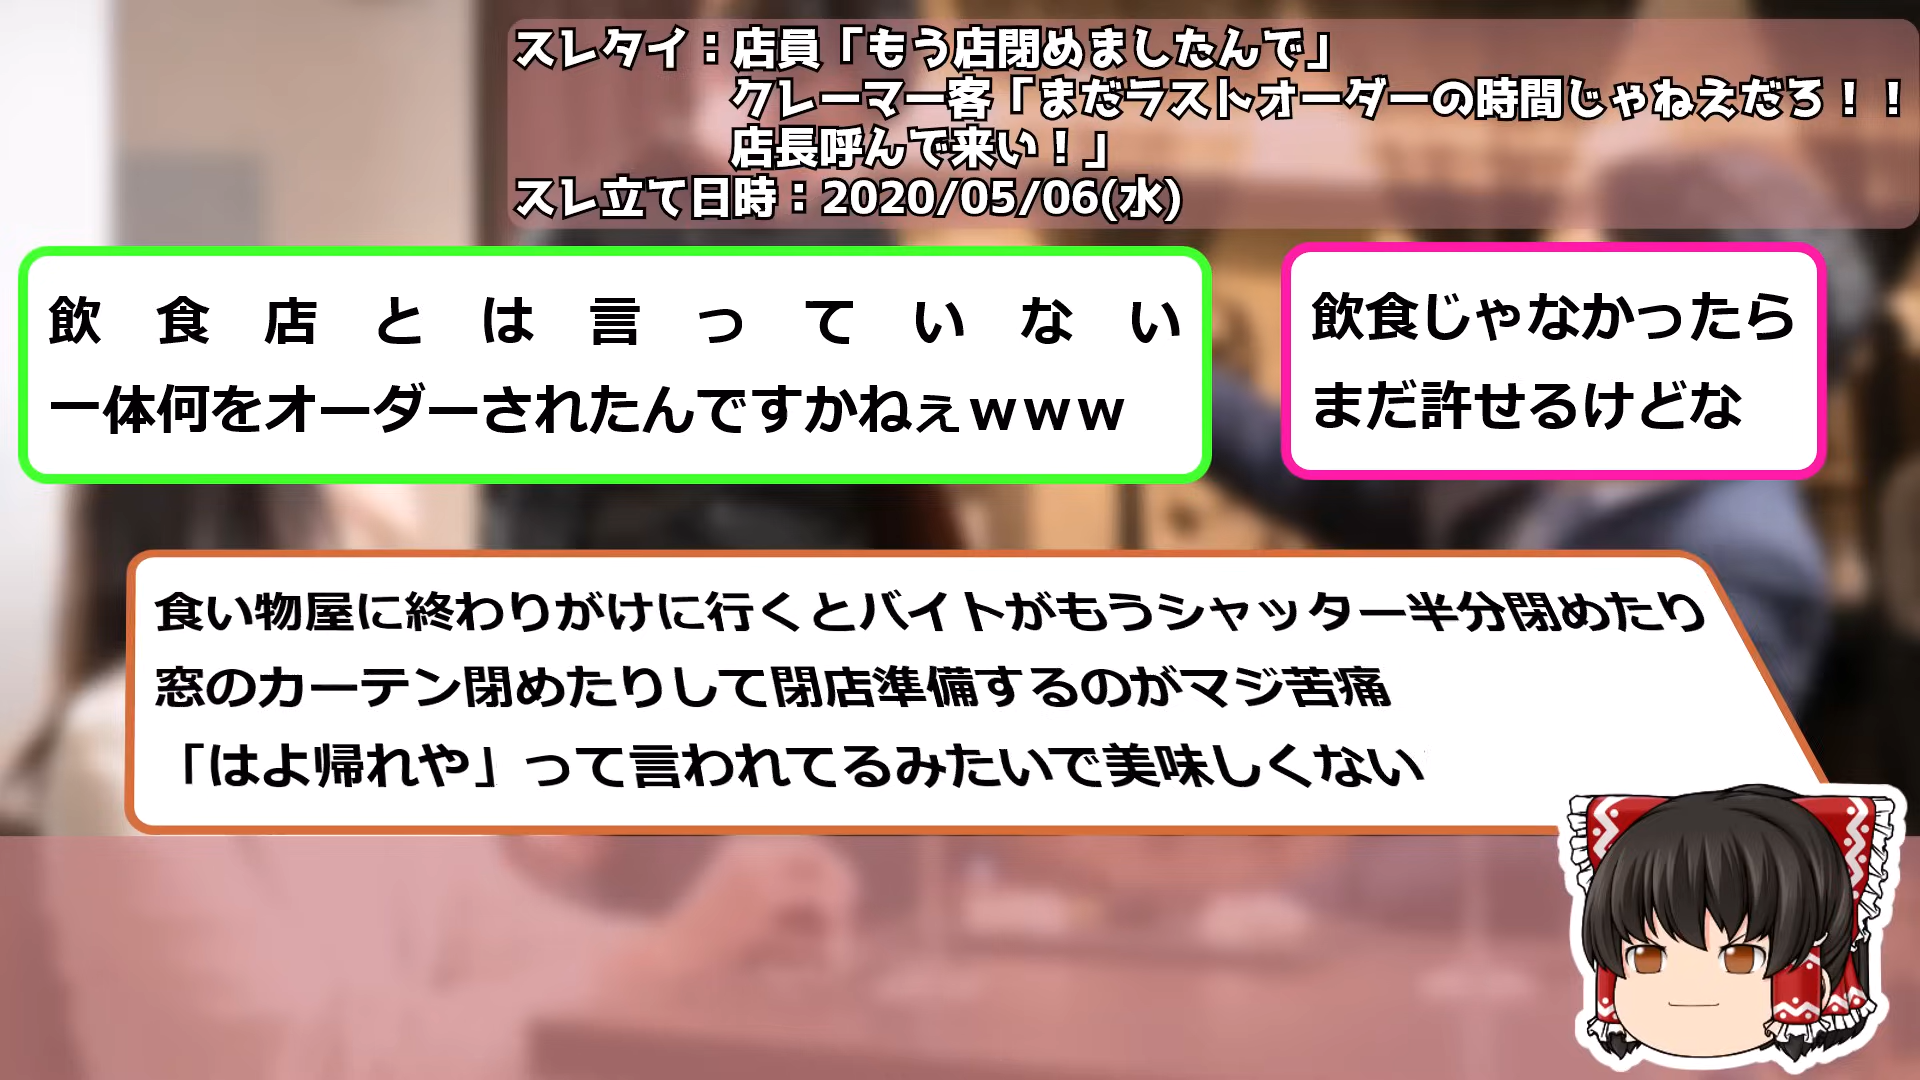 スレタイ：店員「もう店閉めましたんで」
クレーマー客「まだラストオーダーの時間じゃねえだろ！！
店長呼んで来い！」
スレ立て日時：2020/05/06(水)
飲　食　店　と　は　言　っ　て　い　な　い
一体何をオーダーされたんですかねぇｗｗｗ
飲食じゃなかったら
まだ許せるけどな
食い物屋に終わりがけに行くとバイトがもうシャッター半分閉めたり
窓のカーテン閉めたりして閉店準備するのがマジ苦痛
「はよ帰れや」って言われてるみたいで美味しくない